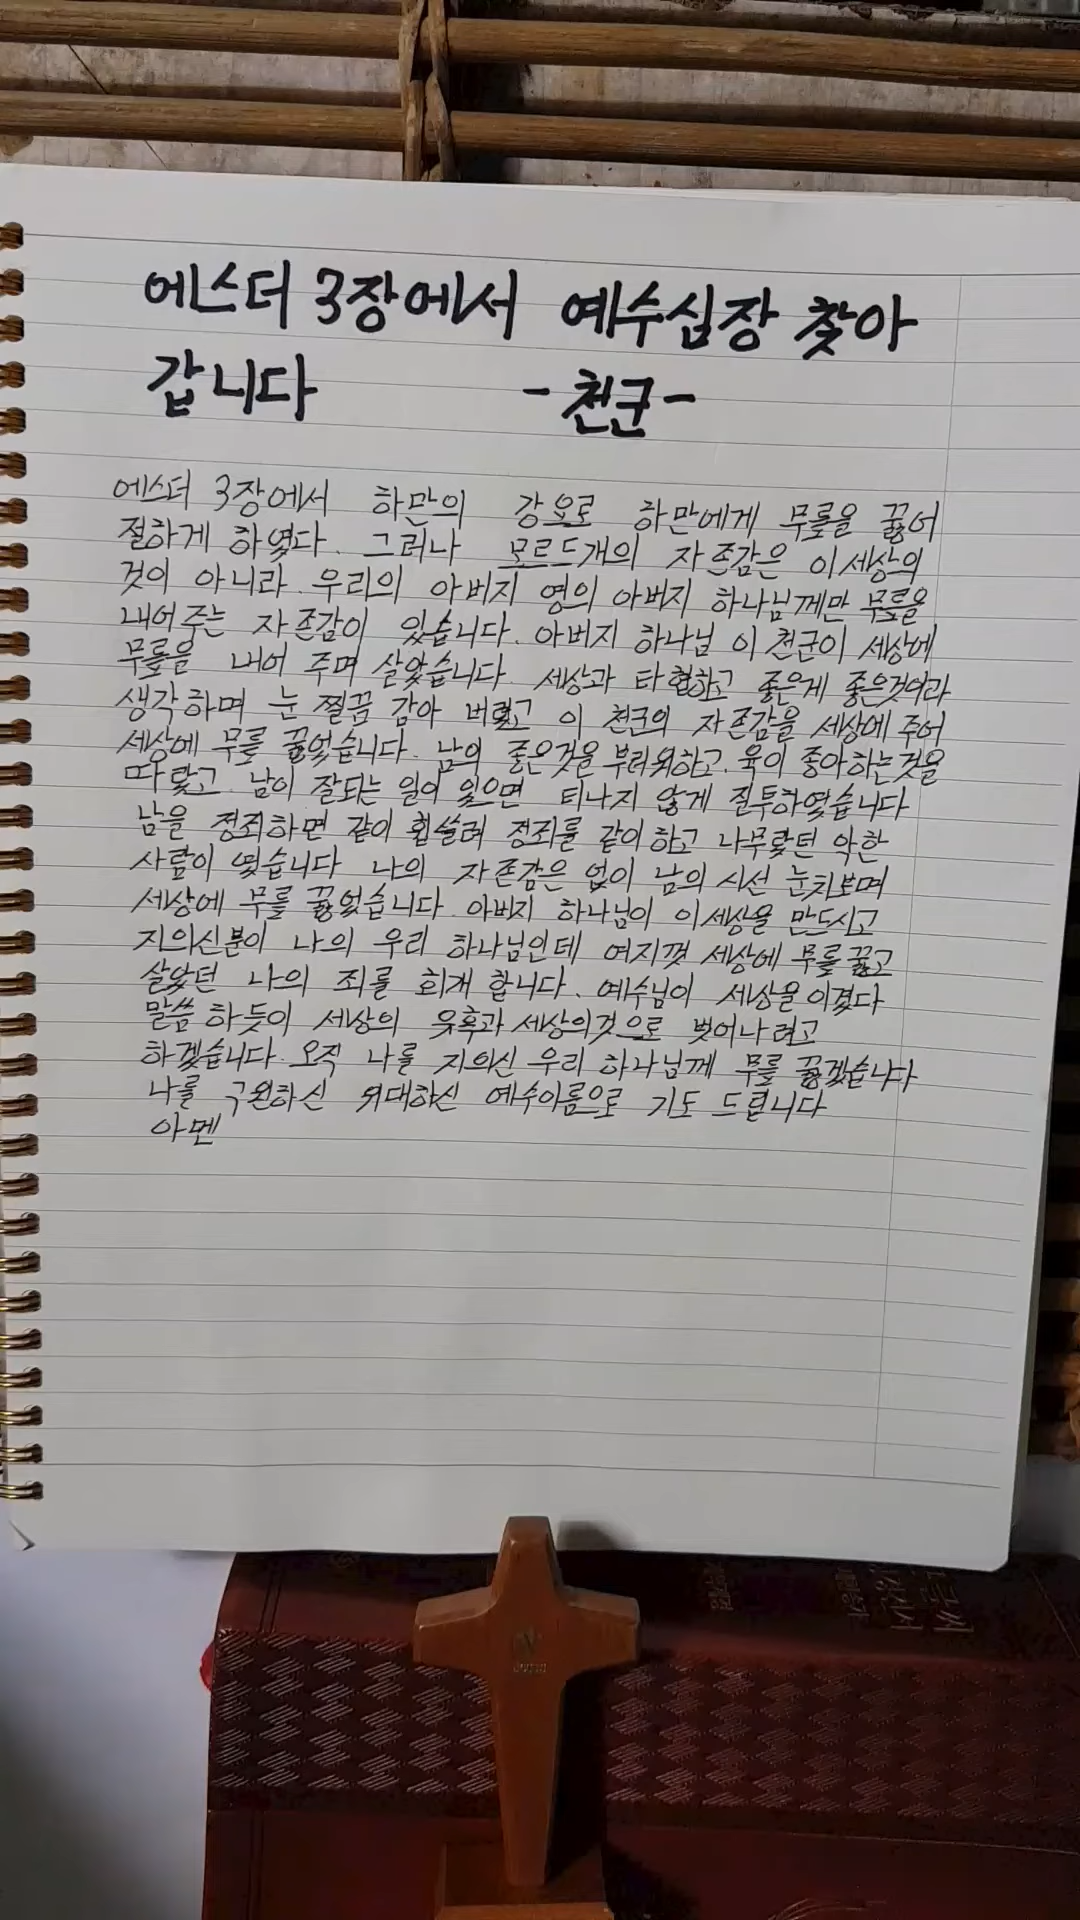 에스더 3장에서 예수심장 찾아
갑니다 -천군-
에스더 3장에서 하만의 강요로 하만에게 무릎을 꿇어
절하게 하였다. 그러나 모르드개의 자존감은 이세상의
것이 아니라. 우리의 아버지 영의 아버지 하나님께만 무릎을
내어주는 자존감이 있습니다. 아버지 하나님 이 천군이 세상에
무릎을 내어 주며 살았습니다. 세상과 타협하고 좋은게 좋은것이라
생각하며 눈 찔끔 감아 버렸고 이 천군의 자존감을 세상에 주어
세상에 무릎 꿇었습니다. 남의 좋은것을 부러워하고. 육이 좋아하는것을
따랐고. 남이 잘되는 일이 있으면 티나지 않게 질투하였습니다
남을 정죄하면 같이 휩쓸려 정죄를 같이하고 나무랐던 악한
사람이 였습니다 나의 자존감은 없이 남의 시선 눈치보며
세상에 무릎 꿇었습니다. 아버지 하나님이 이세상을 만드시고
지의신분이 나의 우리 하나님인데 여지껏 세상에 무릎꿇고
살았던 나의 죄를 회개 합니다. 예수님이 세상을 이겼다
말씀 하듯이 세상의 유혹과 세상의것으로 벗어나려고
하겠습니다. 오직 나를 지의신 우리 하나님께 무릎 꿇겠습니다
나를 구원하신 위대하신 예수이름으로 기도 드립니다
아멘